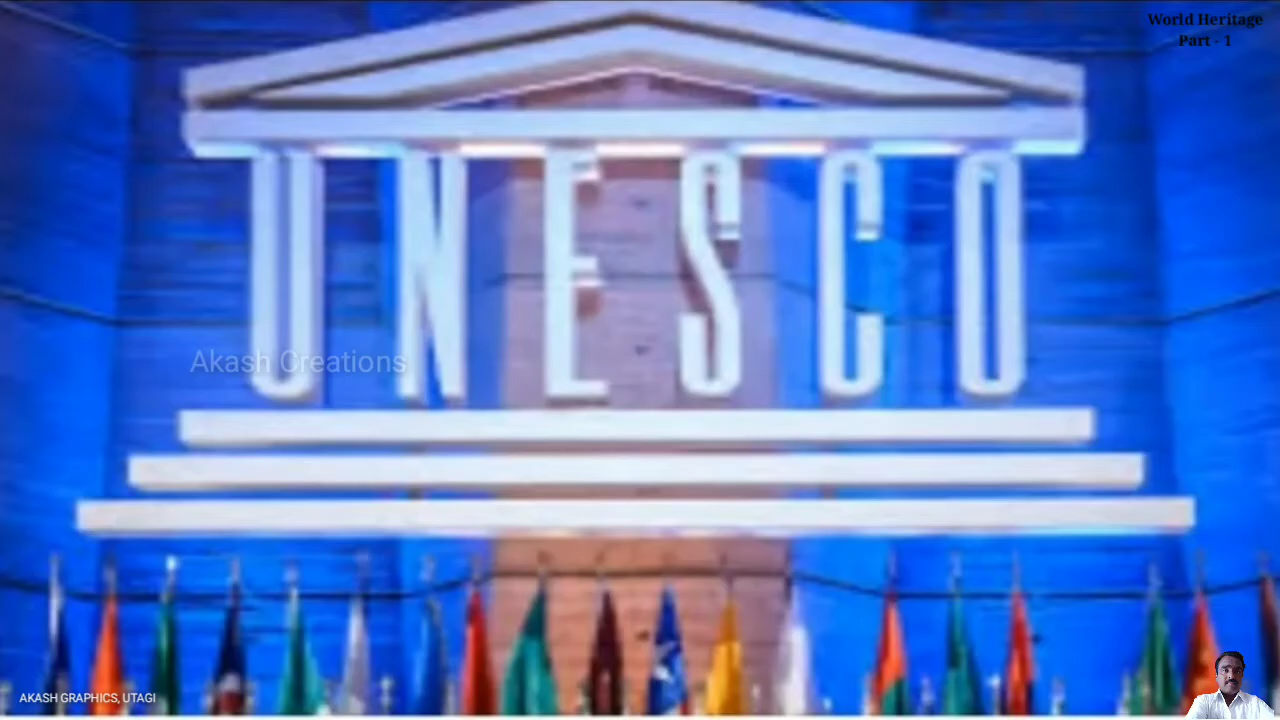 World Heritage
Part - 1
UNESCO
Akash Creations
AKASH GRAPHICS, UTAGI